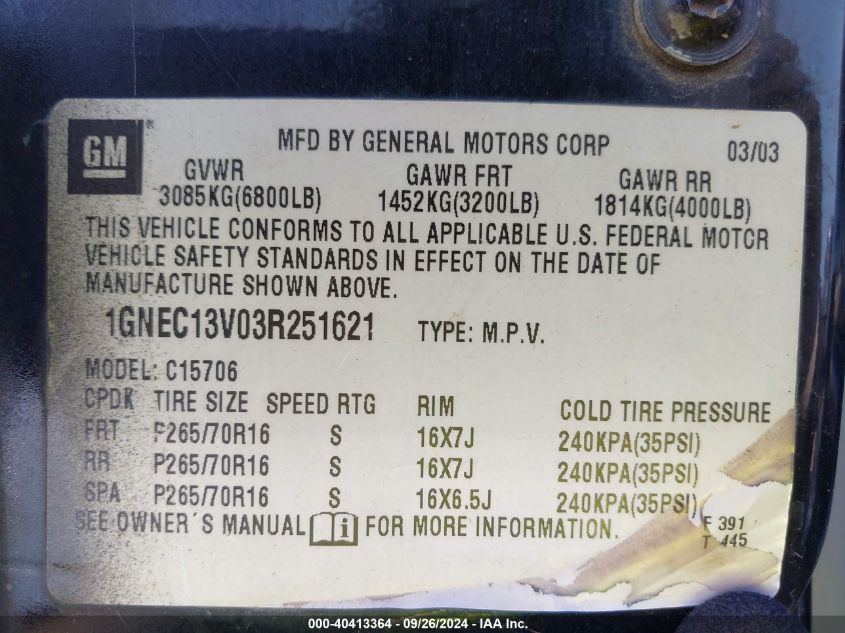 GM ®
MFD BY GENERAL MOTORS CORP 03/03
GVWR GAWR FRT GAWR RR
3085KG(6800LB) 1452KG(3200LB) 1814KG(4000LB)
THIS VEHICLE CONFORMS TO ALL APPLICABLE U.S. FEDERAL MOTOR
VEHICLE SAFETY STANDARDS IN EFFECT ON THE DATE OF
MANUFACTURE SHOWN ABOVE.
1GNEC13V03R251621 TYPE: M.P.V.
MODEL: C15706
CPDK TIRE SIZE SPEED RTG RIM COLD TIRE PRESSURE
FRT P265/70R16 S 16X7J 240KPA(35PSI)
RR P265/70R16 S 16X7J 240KPA(35PSI)
SPA P265/70R16 S 16X6.5J 240KPA(35PSI)
SEE OWNER'S MANUAL i FOR MORE INFORMATION.
F 391
T 445
000-40413364 - 09/26/2024 - IAA Inc.